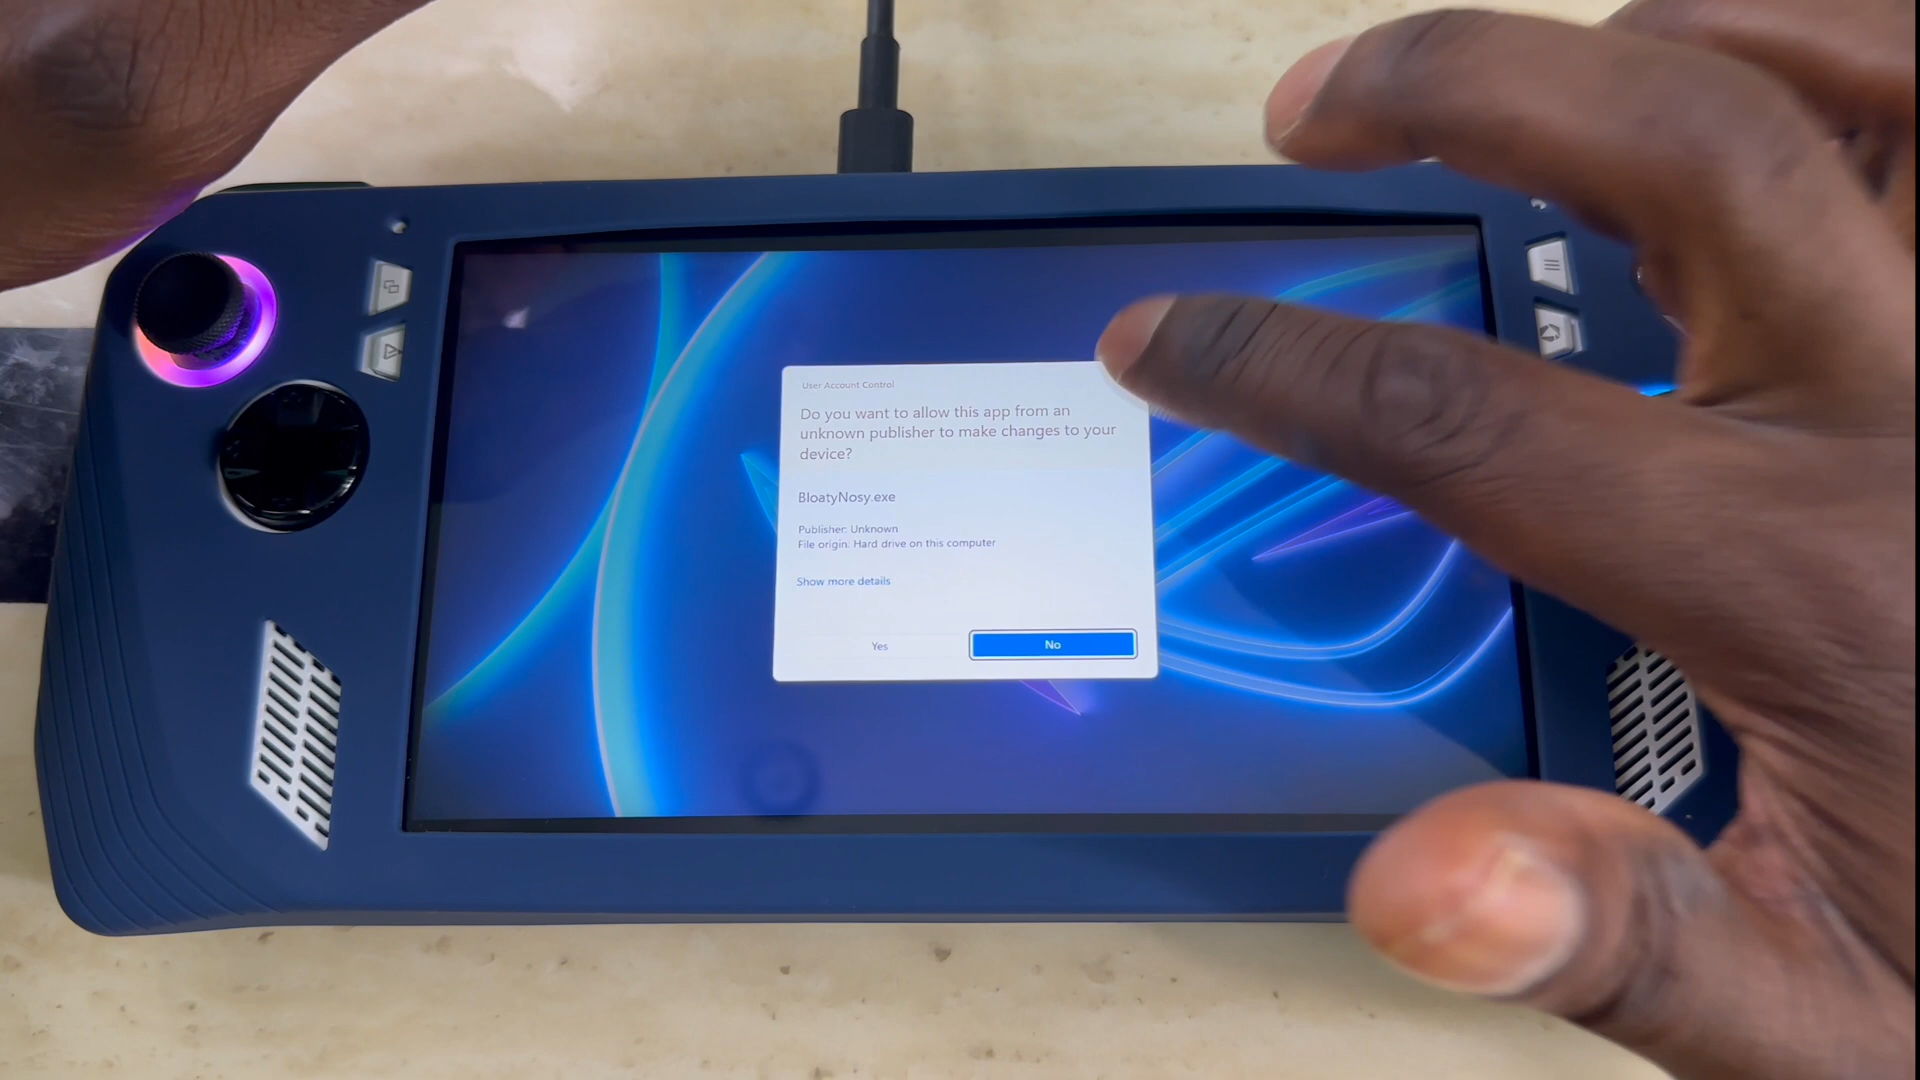 User Account Control
Do you want to allow this app from an
unknown publisher to make changes to your
device?
BloatyNosy.exe
Publisher: Unknown
File origin: Hard drive on this computer
Show more details
Yes
No